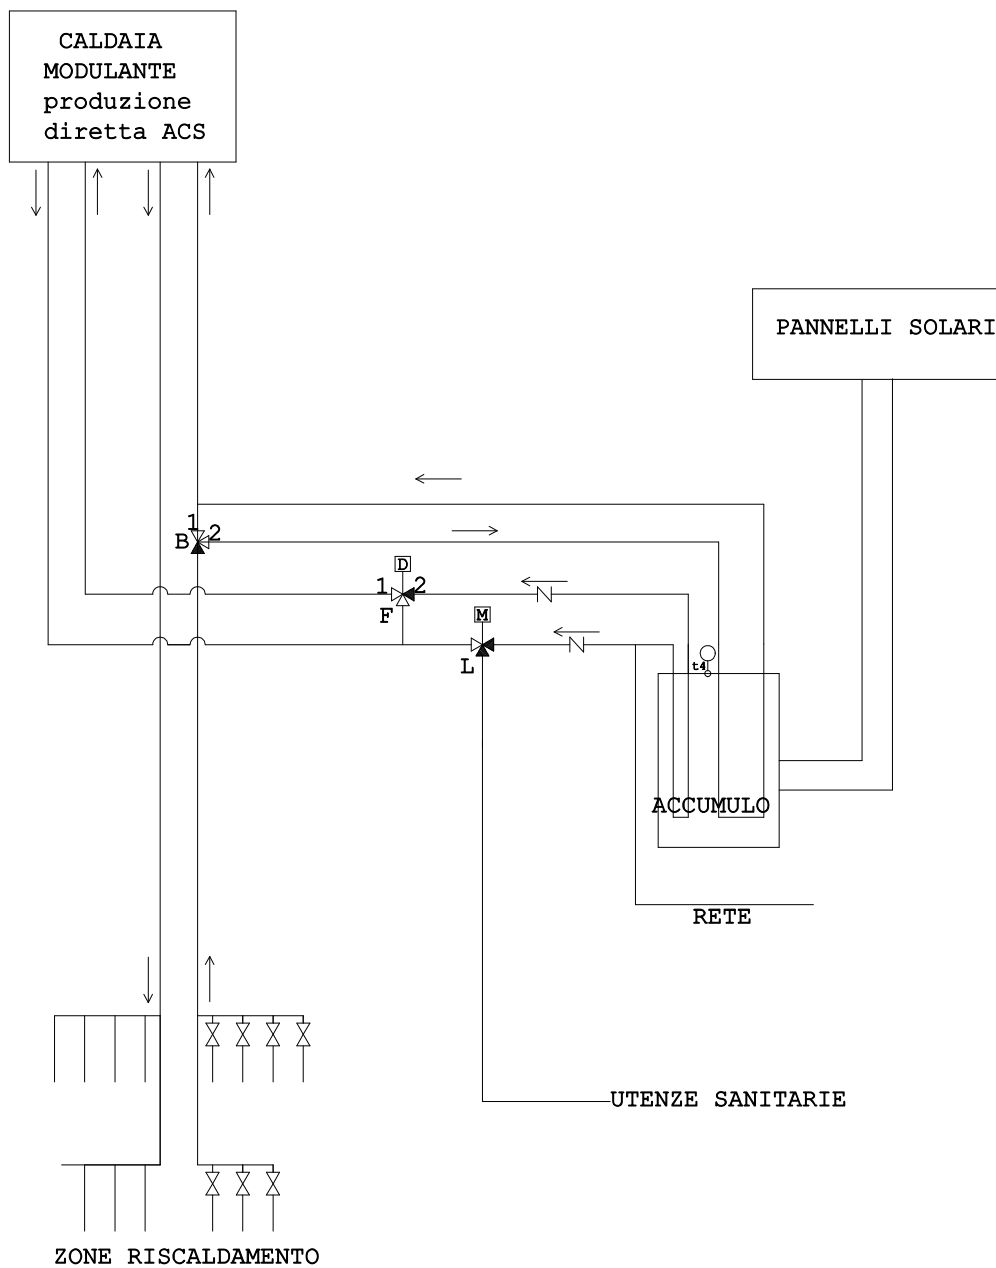 CALDAIA
MODULANTE
produzione
diretta ACS
PANNELLI SOLARI
1
2
B
D
1
2
F
M
L
t4
ACCUMULO
RETE
UTENZE SANITARIE
ZONE RISCALDAMENTO